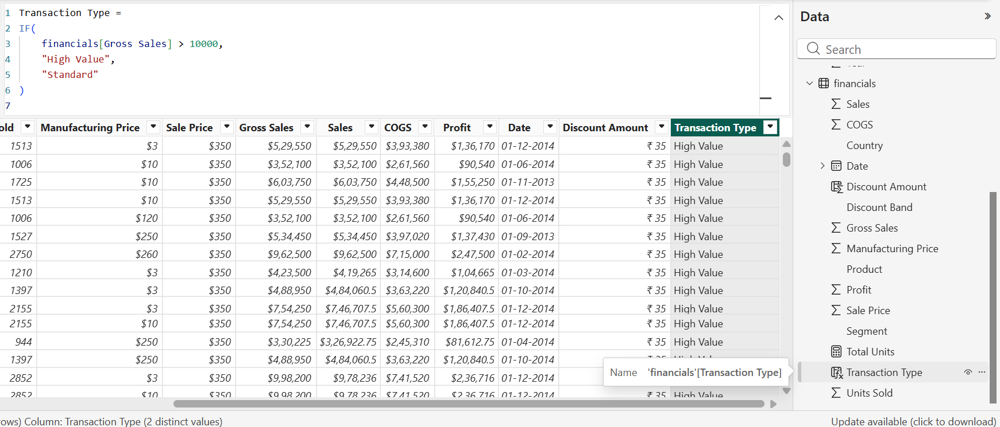 1 Transaction Type =
2 IF(
3 financials[Gross Sales] > 10000,
4 "High Value",
5 "Standard"
6 )
7
old Manufacturing Price Sale Price Gross Sales Sales COGS Profit Date Discount Amount Transaction Type
1513 $3 $350 $5,29,550 $5,29,550 $3,93,380 $1,36,170 01-12-2014 ₹ 35 High Value
1006 $10 $350 $3,52,100 $3,52,100 $2,61,560 $90,540 01-06-2014 ₹ 35 High Value
1725 $10 $350 $6,03,750 $6,03,750 $4,48,500 $1,55,250 01-11-2013 ₹ 35 High Value
1513 $10 $350 $5,29,550 $5,29,550 $3,93,380 $1,36,170 01-12-2014 ₹ 35 High Value
1006 $120 $350 $3,52,100 $3,52,100 $2,61,560 $90,540 01-06-2014 ₹ 35 High Value
1527 $250 $350 $5,34,450 $5,34,450 $3,97,020 $1,37,430 01-09-2013 ₹ 35 High Value
2750 $260 $350 $9,62,500 $9,62,500 $7,15,000 $2,47,500 01-02-2014 ₹ 35 High Value
1210 $3 $350 $4,23,500 $4,19,265 $3,14,600 $1,04,665 01-03-2014 ₹ 35 High Value
1397 $3 $350 $4,88,950 $4,84,060.5 $3,63,220 $1,20,840.5 01-10-2014 ₹ 35 High Value
2155 $3 $350 $7,54,250 $7,46,707.5 $5,60,300 $1,86,407.5 01-12-2014 ₹ 35 High Value
2155 $10 $350 $7,54,250 $7,46,707.5 $5,60,300 $1,86,407.5 01-12-2014 ₹ 35 High Value
944 $250 $350 $3,30,225 $3,26,922.75 $2,45,310 $81,612.75 01-04-2014 ₹ 35 High Value
1397 $250 $350 $4,88,950 $4,84,060.5 $3,63,220 $1,20,840.5 01-10-2014
2852 $3 $350 $9,98,200 $9,78,236 $7,41,520 $2,36,716 01-12-2014
2852 $10 $350 $9,98,200 $9,78,236 $7,41,520 $2,36,716 01-12-2014 ₹ 35 High Value
Name 'financials'[Transaction Type]
rows) Column: Transaction Type (2 distinct values)
Data
Search
financials
Sales
COGS
Country
Date
Discount Amount
Discount Band
Gross Sales
Manufacturing Price
Product
Profit
Sale Price
Segment
Total Units
Transaction Type
Units Sold
Update available (click to download)